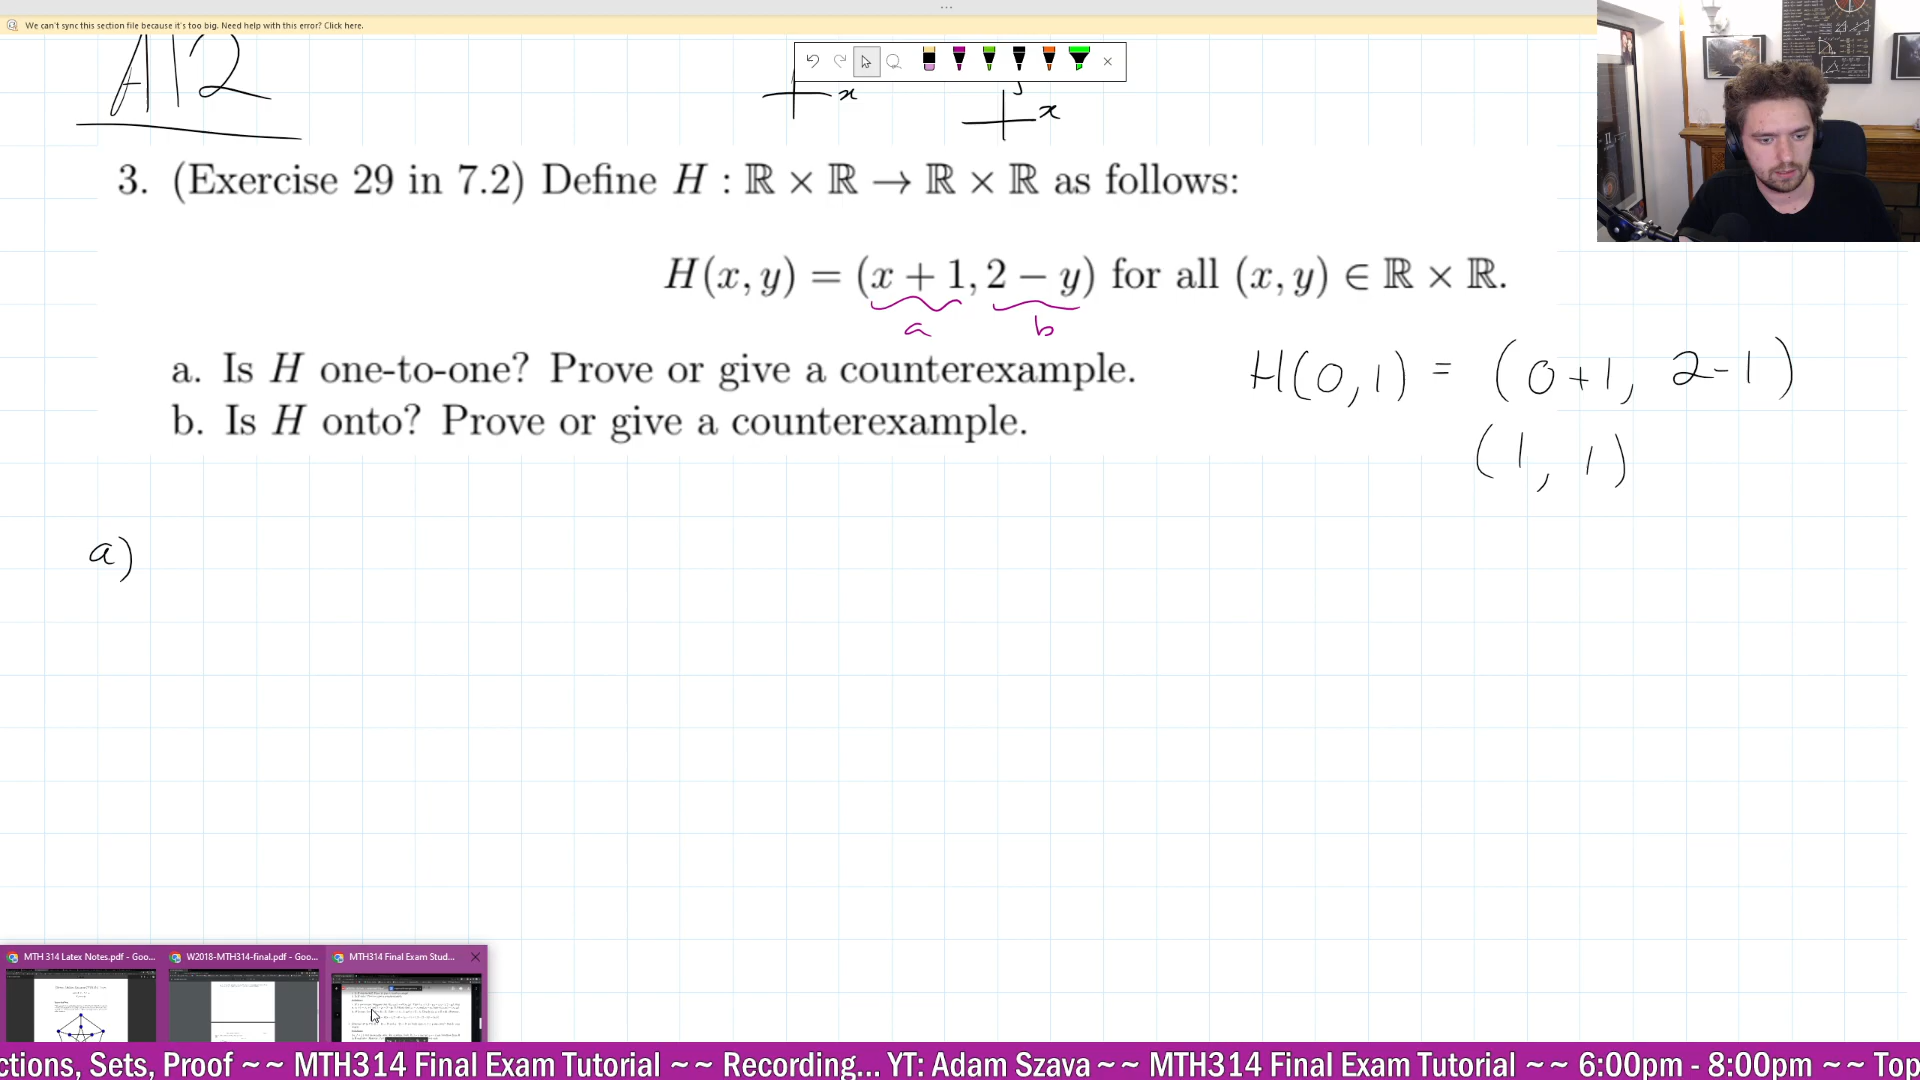 We can't sync this section file because it's too big. Need help with this error? Click here.
A12
x
x
3. (Exercise 29 in 7.2) Define H : ℝ × ℝ → ℝ × ℝ as follows:
H(x, y) = (x + 1, 2 − y) for all (x, y) ∈ ℝ × ℝ.
a b
a. Is H one-to-one? Prove or give a counterexample.
b. Is H onto? Prove or give a counterexample.
H(0,1) = (0+1, 2-1)
(1, 1)
a)
MTH 314 Latex Notes.pdf - Goo...
W2018-MTH314-final.pdf - Goo...
MTH314 Final Exam Stud...
ctions, Sets, Proof ~~ MTH314 Final Exam Tutorial ~~ Recording... YT: Adam Szava ~~ MTH314 Final Exam Tutorial ~~ 6:00pm - 8:00pm ~~ Top